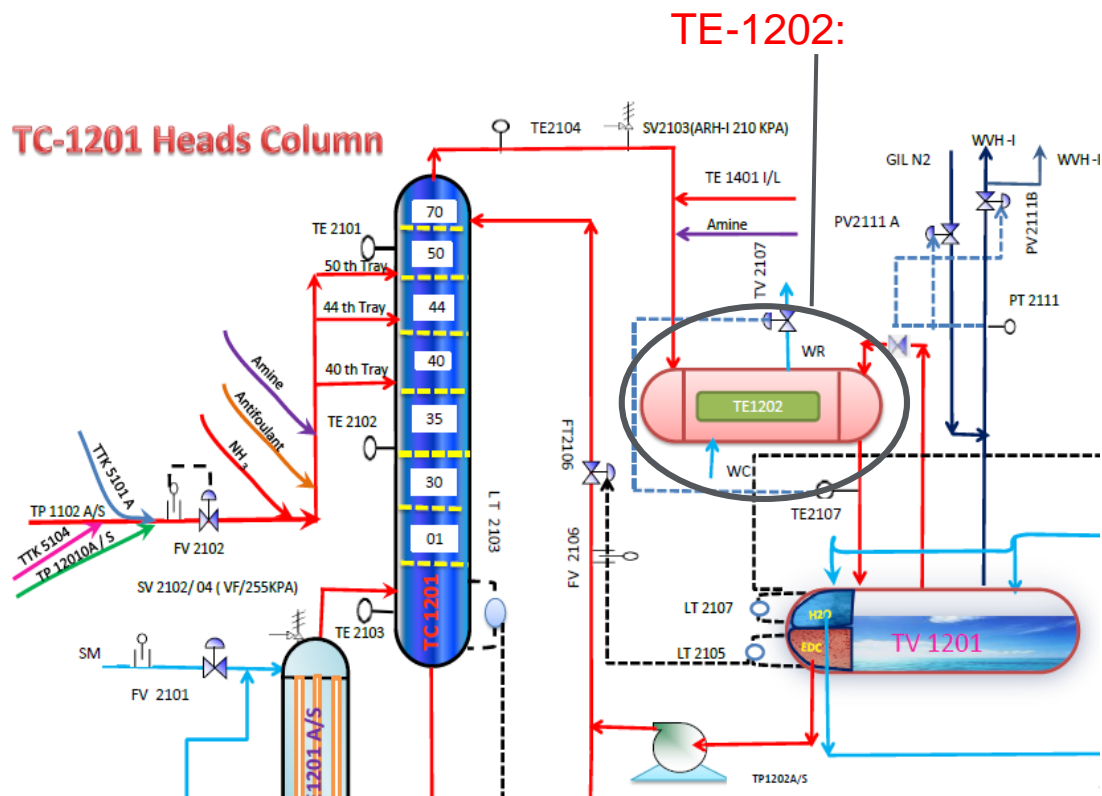 TE-1202:
TC-1201 Heads Column
TE2104
SV2103(ARH-I 210 KPA)
GIL N2
WVH -I
TE 1401 I/L
Amine
PV2111 A
PV2111B
TV 2107
PT 2111
TE 2101
70
50
50 th Tray
44 th Tray
44
40 th Tray
40
TE 2102
35
30
01
TC 1201
LT 2103
TE 2103
Amine
Antifoulant
NH 3
TTK 5101 A
TP 1102 A/S
TTK 5104
TP 12010A / S
FV 2102
SV 2102/ 04 ( VF/255KPA)
SM
FV 2101
1201 A/S
FT2106
FV 2106
WR
TE1202
WC
TE2107
LT 2107
LT 2105
H2O
EDC
TV 1201
TP1202A/S